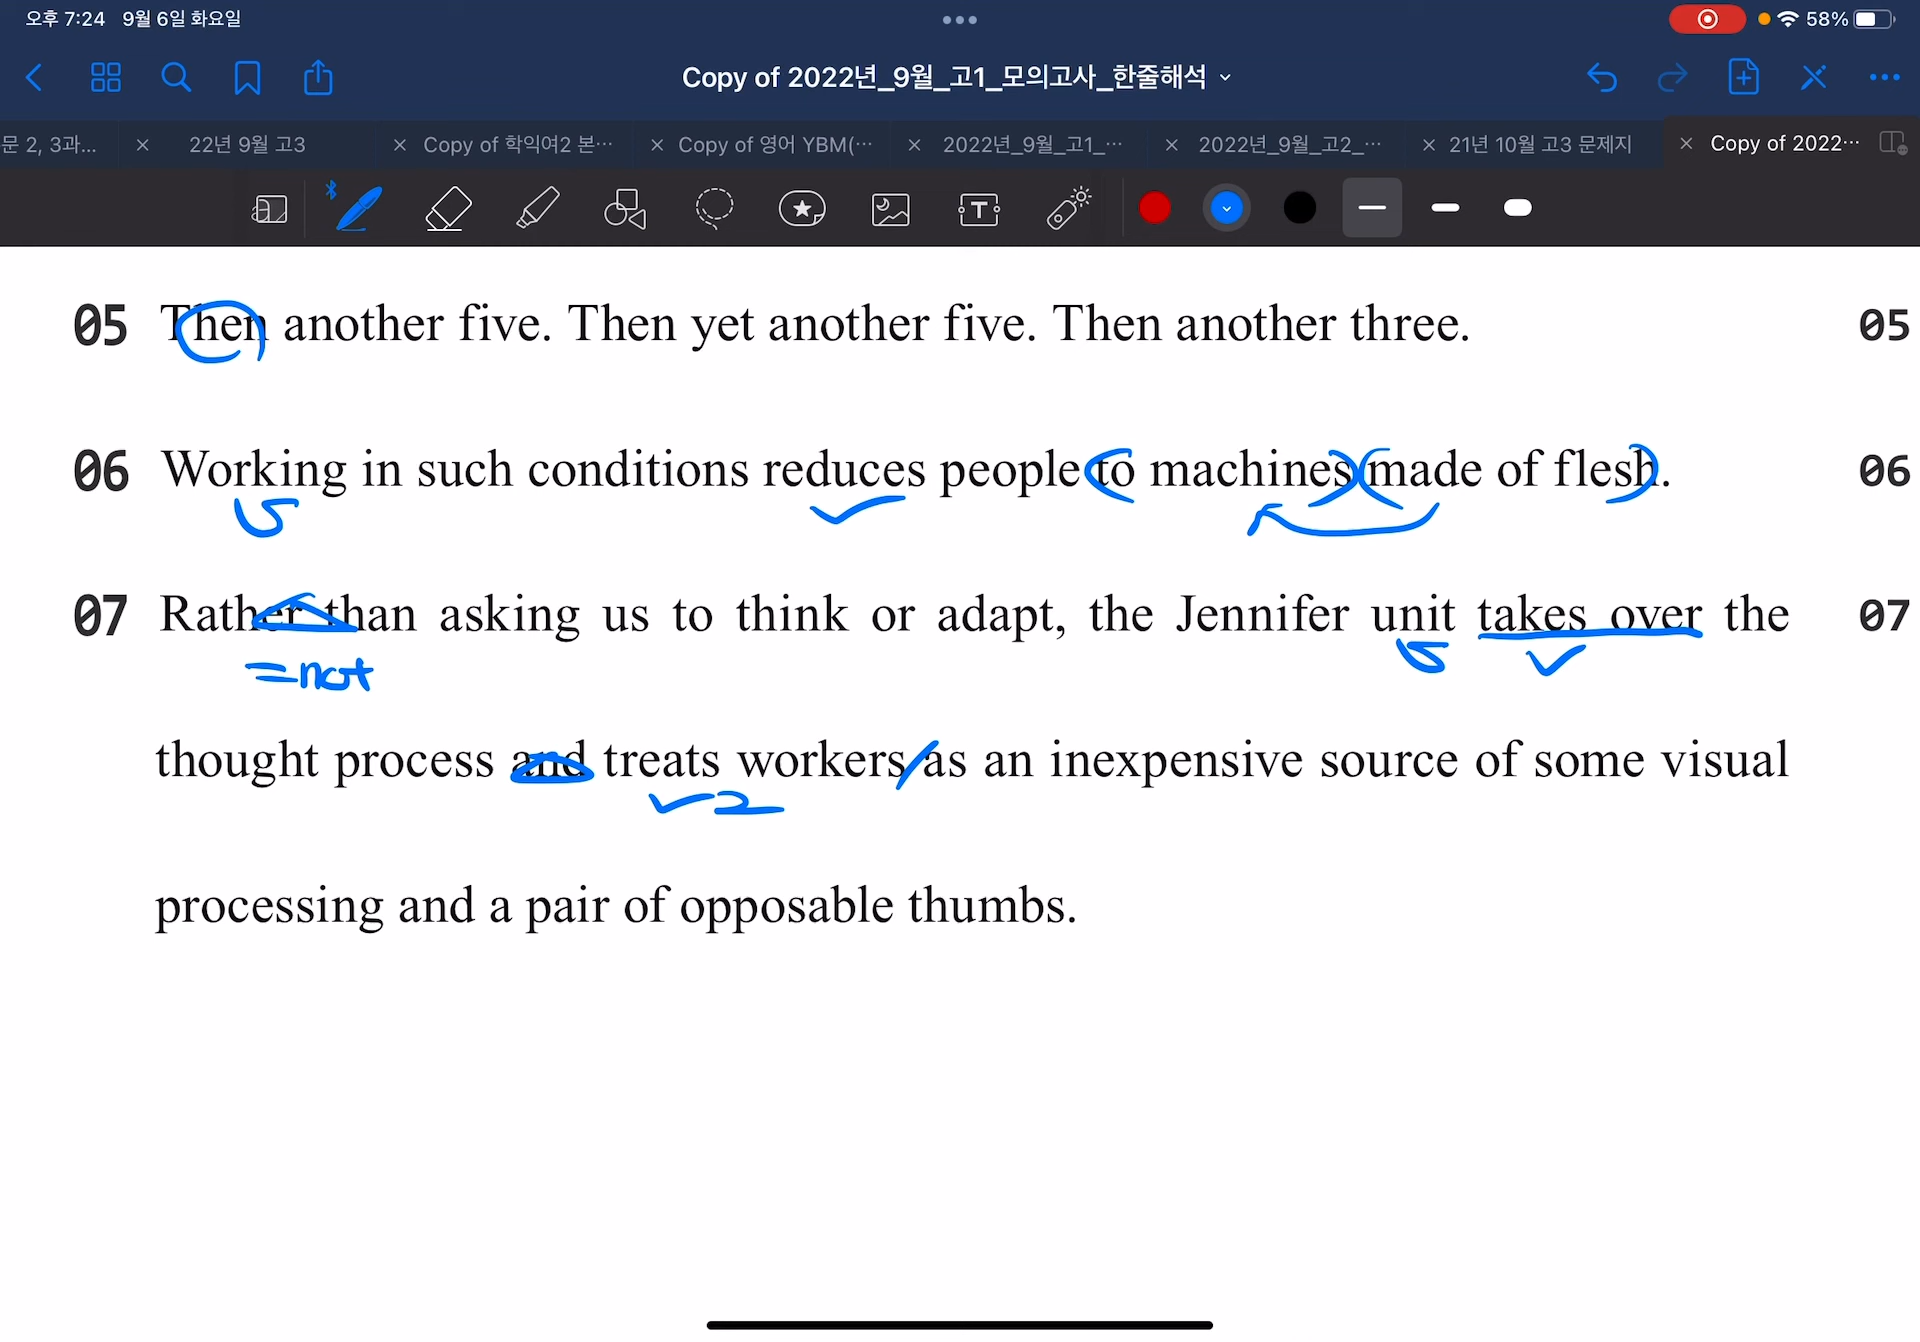 오후 7:24 9월 6일 화요일
58%
Copy of 2022년_9월_고1_모의고사_한줄해석
문 2, 3과... × 22년 9월 고3 × Copy of 학익여2 본... × Copy of 영어 YBM(... × 2022년_9월_고1_... × 2022년_9월_고2_... × 21년 10월 고3 문제지 × Copy of 2022...
T
05 Then another five. Then yet another five. Then another three. 05
06 Working in such conditions reduces people to machines made of flesh. 06
S V
07 Rather than asking us to think or adapt, the Jennifer unit takes over the 07
=not S V
thought process and treats workers as an inexpensive source of some visual
V2
processing and a pair of opposable thumbs.